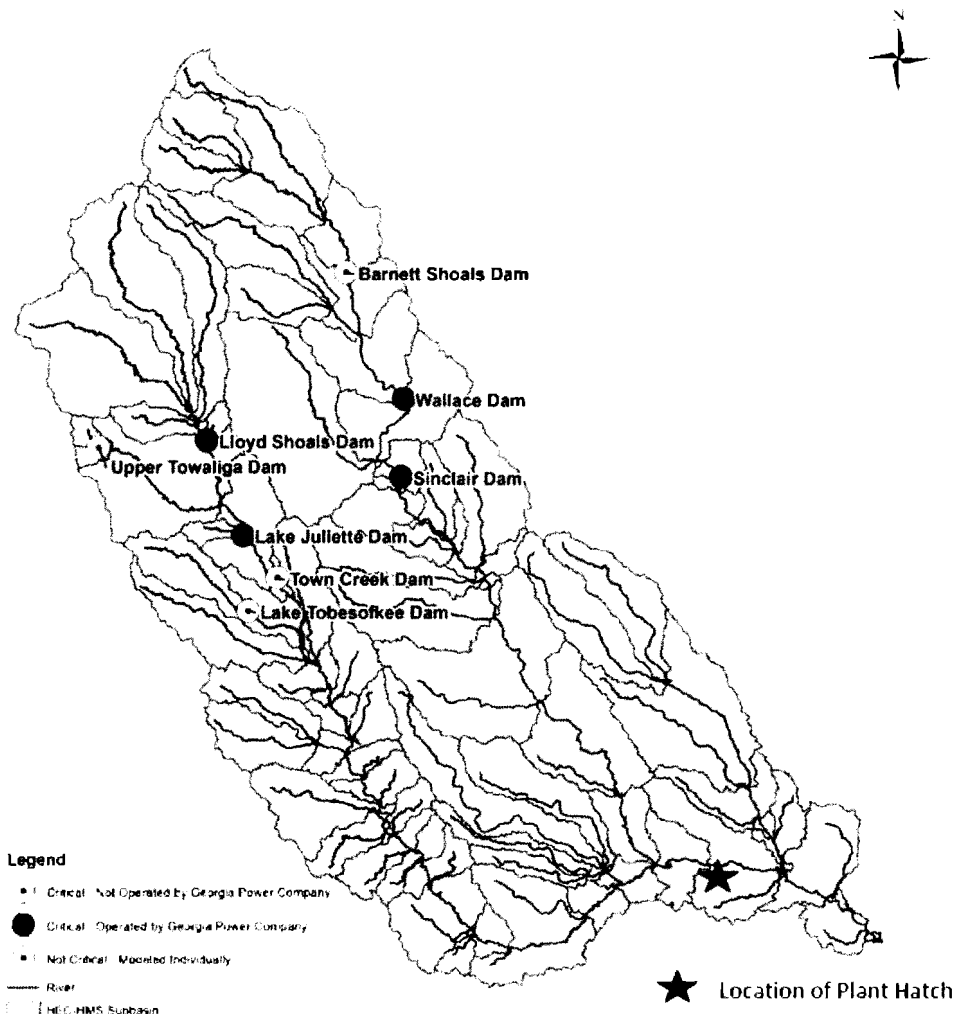 N
Barnett Shoals Dam
Wallace Dam
Lloyd Shoals Dam
Upper Towaliga Dam
Sinclair Dam
Lake Juliette Dam
Town Creek Dam
Lake Tobesofkee Dam
Legend
Critical Not Operated by Georgia Power Company
Critical Operated by Georgia Power Company
Not Critical Modeled Individually
River
HEC-HMS Subbasin
Location of Plant Hatch